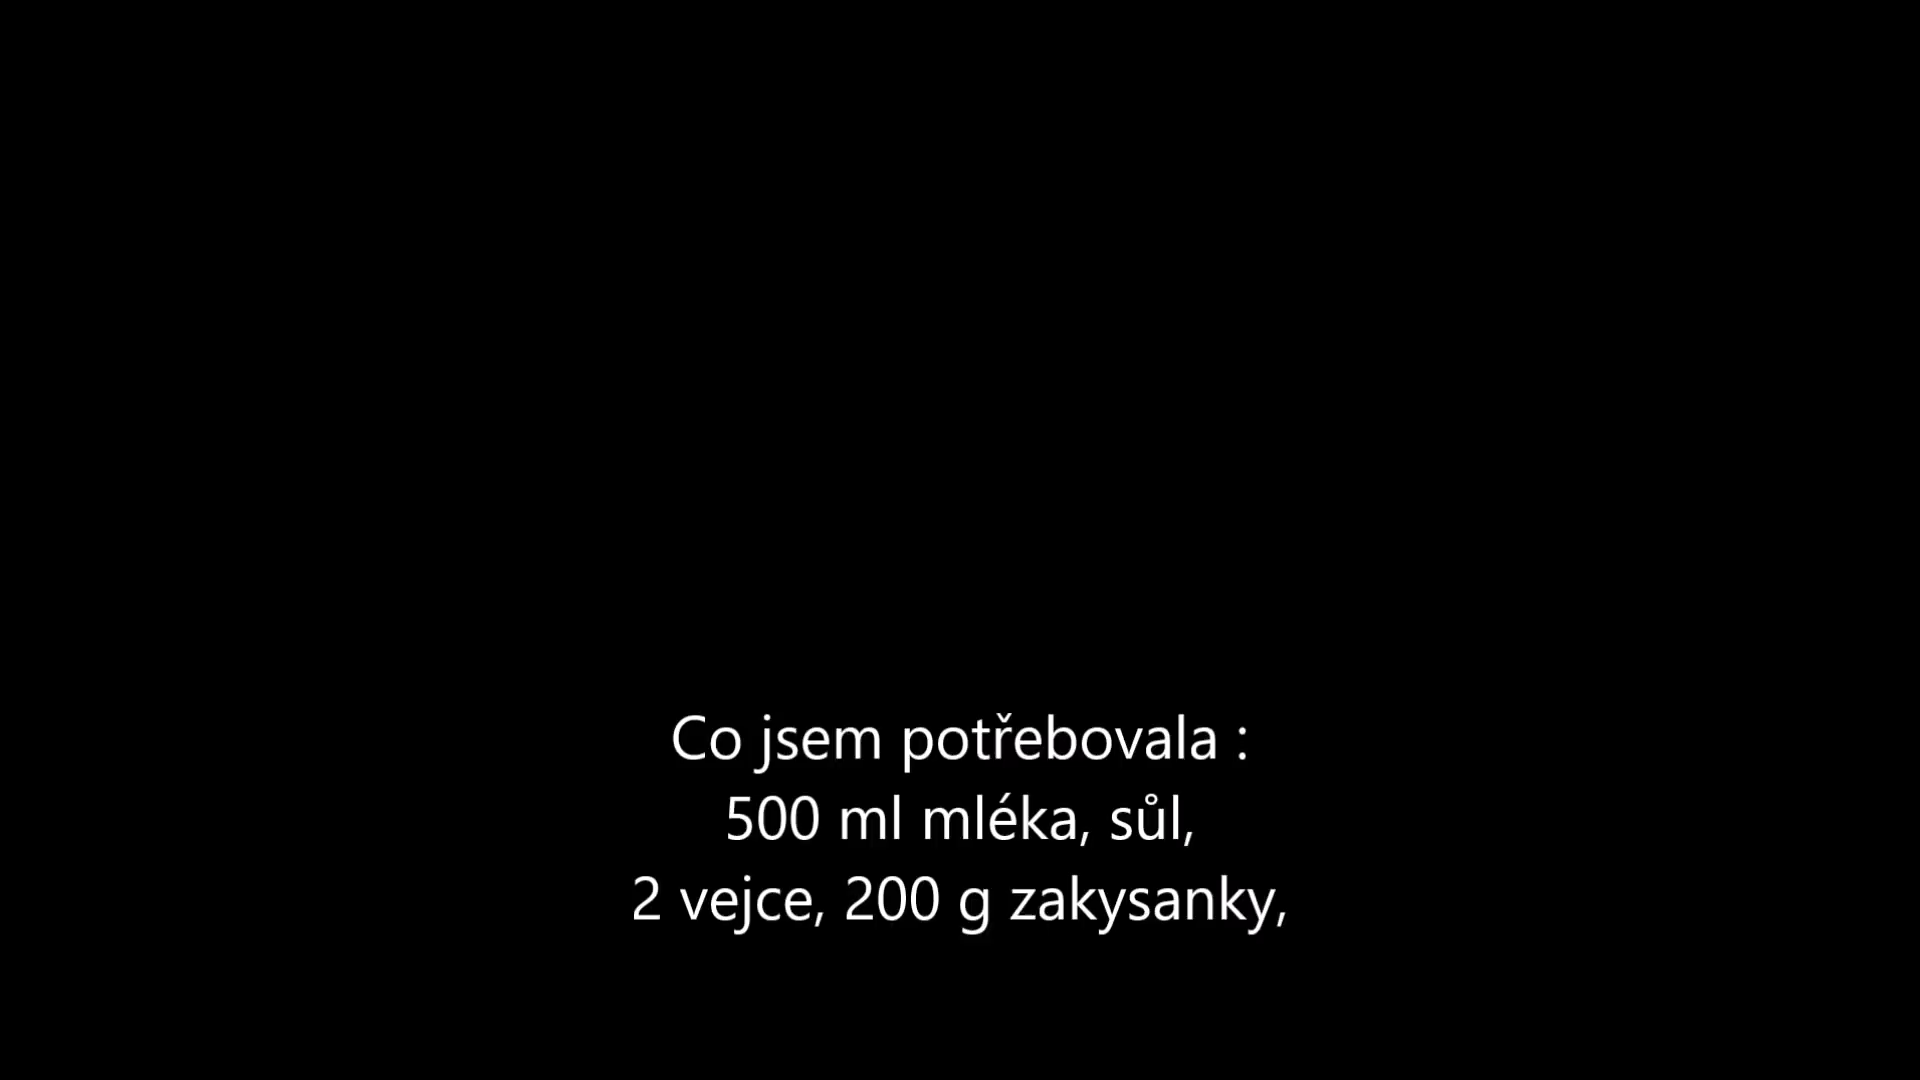 Co jsem potřebovala :
500 ml mléka, sůl,
2 vejce, 200 g zakysanky,